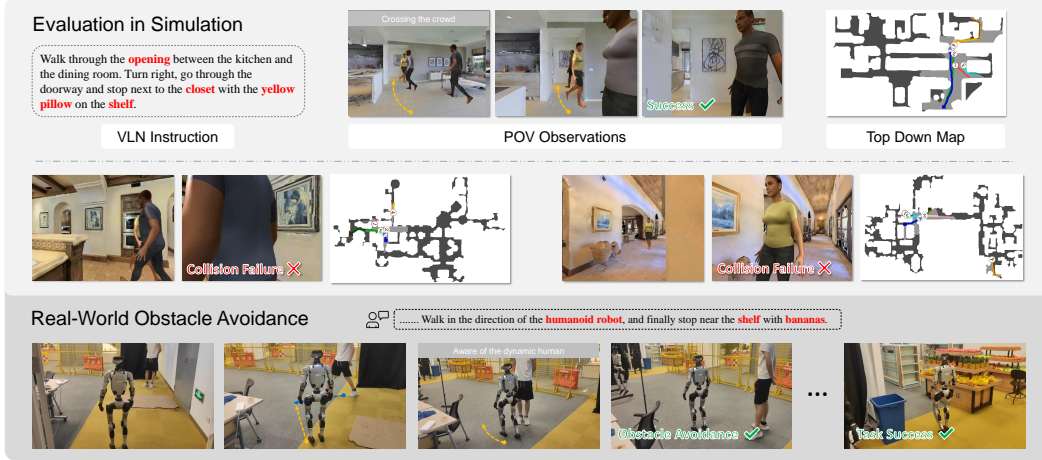 Evaluation in Simulation
Walk through the opening between the kitchen and
the dining room. Turn right, go through the
doorway and stop next to the closet with the yellow
pillow on the shelf.
VLN Instruction
Crossing the crowd
Success
POV Observations
Top Down Map
Collision Failure
Collision Failure
Real-World Obstacle Avoidance
....... Walk in the direction of the humanoid robot, and finally stop near the shelf with bananas.
Aware of the dynamic human
Obstacle Avoidance
...
Task Success